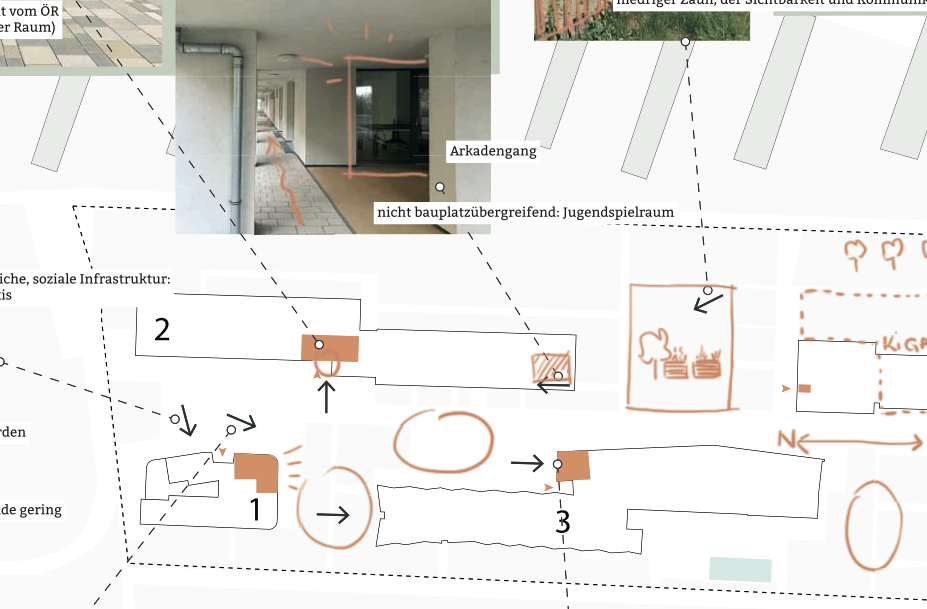 t vom ÖR
er Raum)
niedriger Zaun, der Sichtbarkeit und Kommunik
Arkadengang
nicht bauplatzübergreifend: Jugendspielraum
iche, soziale Infrastruktur:
is
2
KiGA
rden
N
de gering
1
3